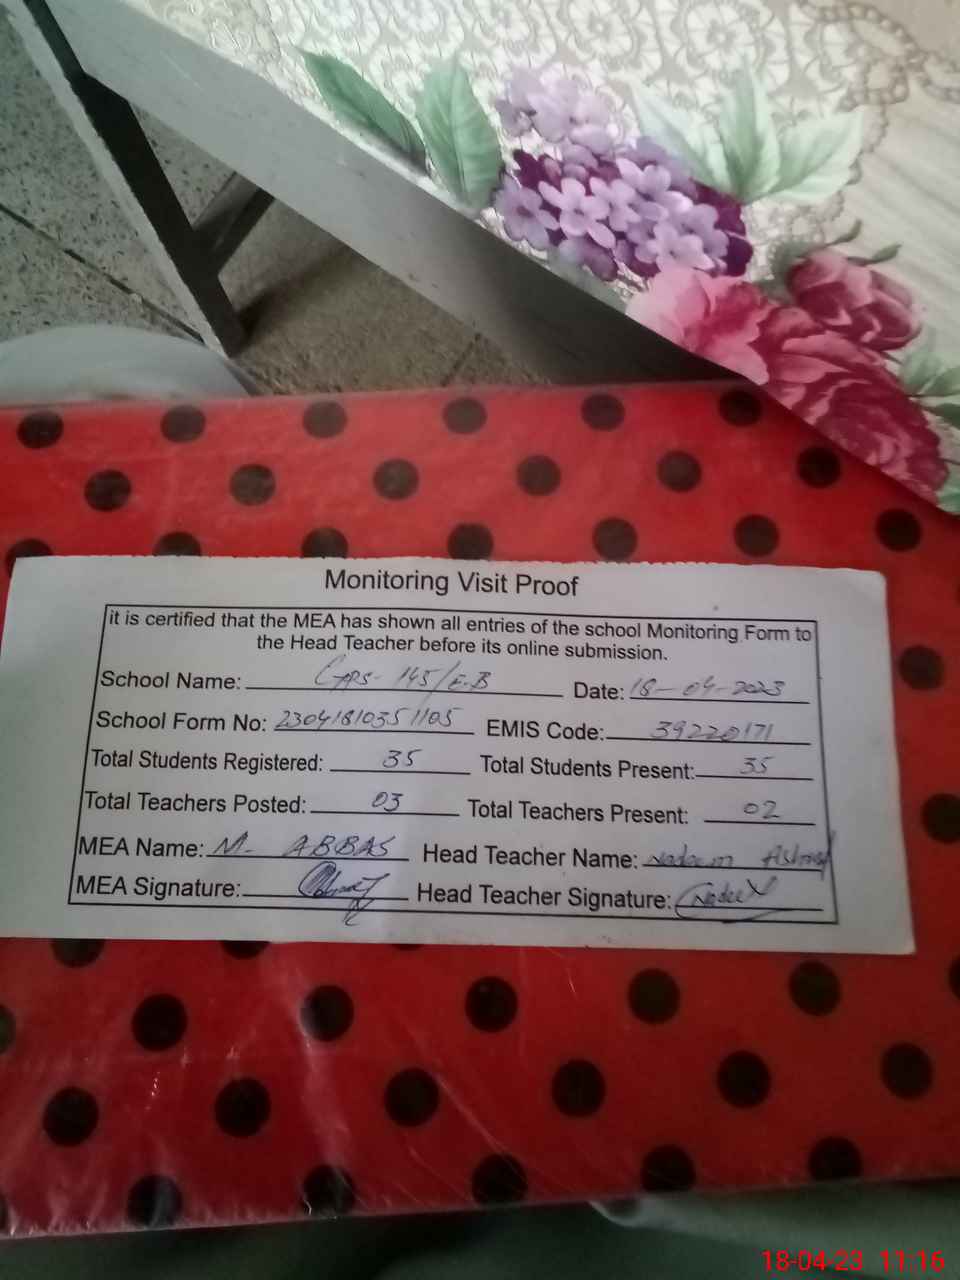 Monitoring Visit Proof
it is certified that the MEA has shown all entries of the school Monitoring Form to
the Head Teacher before its online submission.
School Name: GPS- 145/E.B Date: 18-04-2023
School Form No: 23041810351105 EMIS Code: 39220171
Total Students Registered: 35 Total Students Present: 35
Total Teachers Posted: 03 Total Teachers Present: 02
MEA Name: M. ABBAS Head Teacher Name: Nadeem Ashraf
MEA Signature: Head Teacher Signature:
18-04-23 11:16